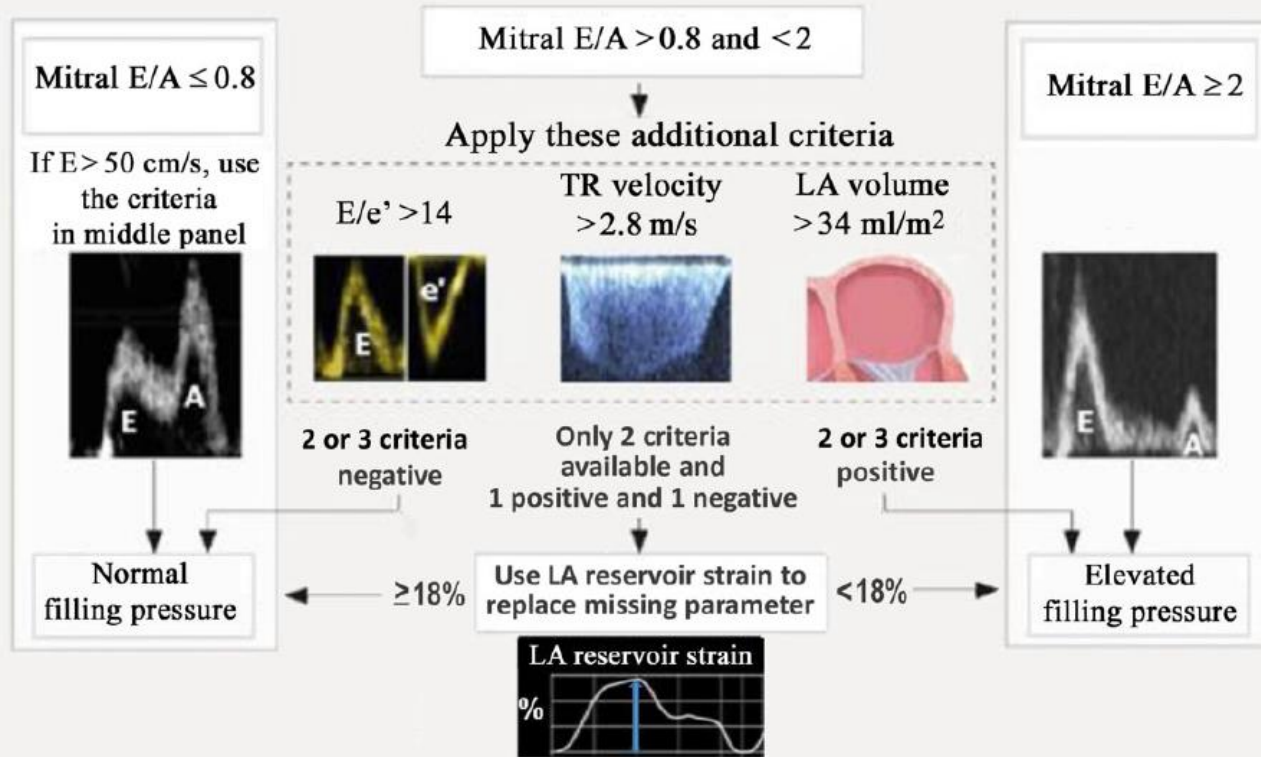 Mitral E/A ≤ 0.8
If E > 50 cm/s, use
the criteria
in middle panel
E
A
Mitral E/A > 0.8 and < 2
Apply these additional criteria
E/e’ >14
E
e'
TR velocity
>2.8 m/s
LA volume
>34 ml/m²
Mitral E/A ≥ 2
E
A
2 or 3 criteria
negative
Only 2 criteria
available and
1 positive and 1 negative
2 or 3 criteria
positive
Normal
filling pressure
≥18%
Use LA reservoir strain to
replace missing parameter
<18%
Elevated
filling pressure
LA reservoir strain
%